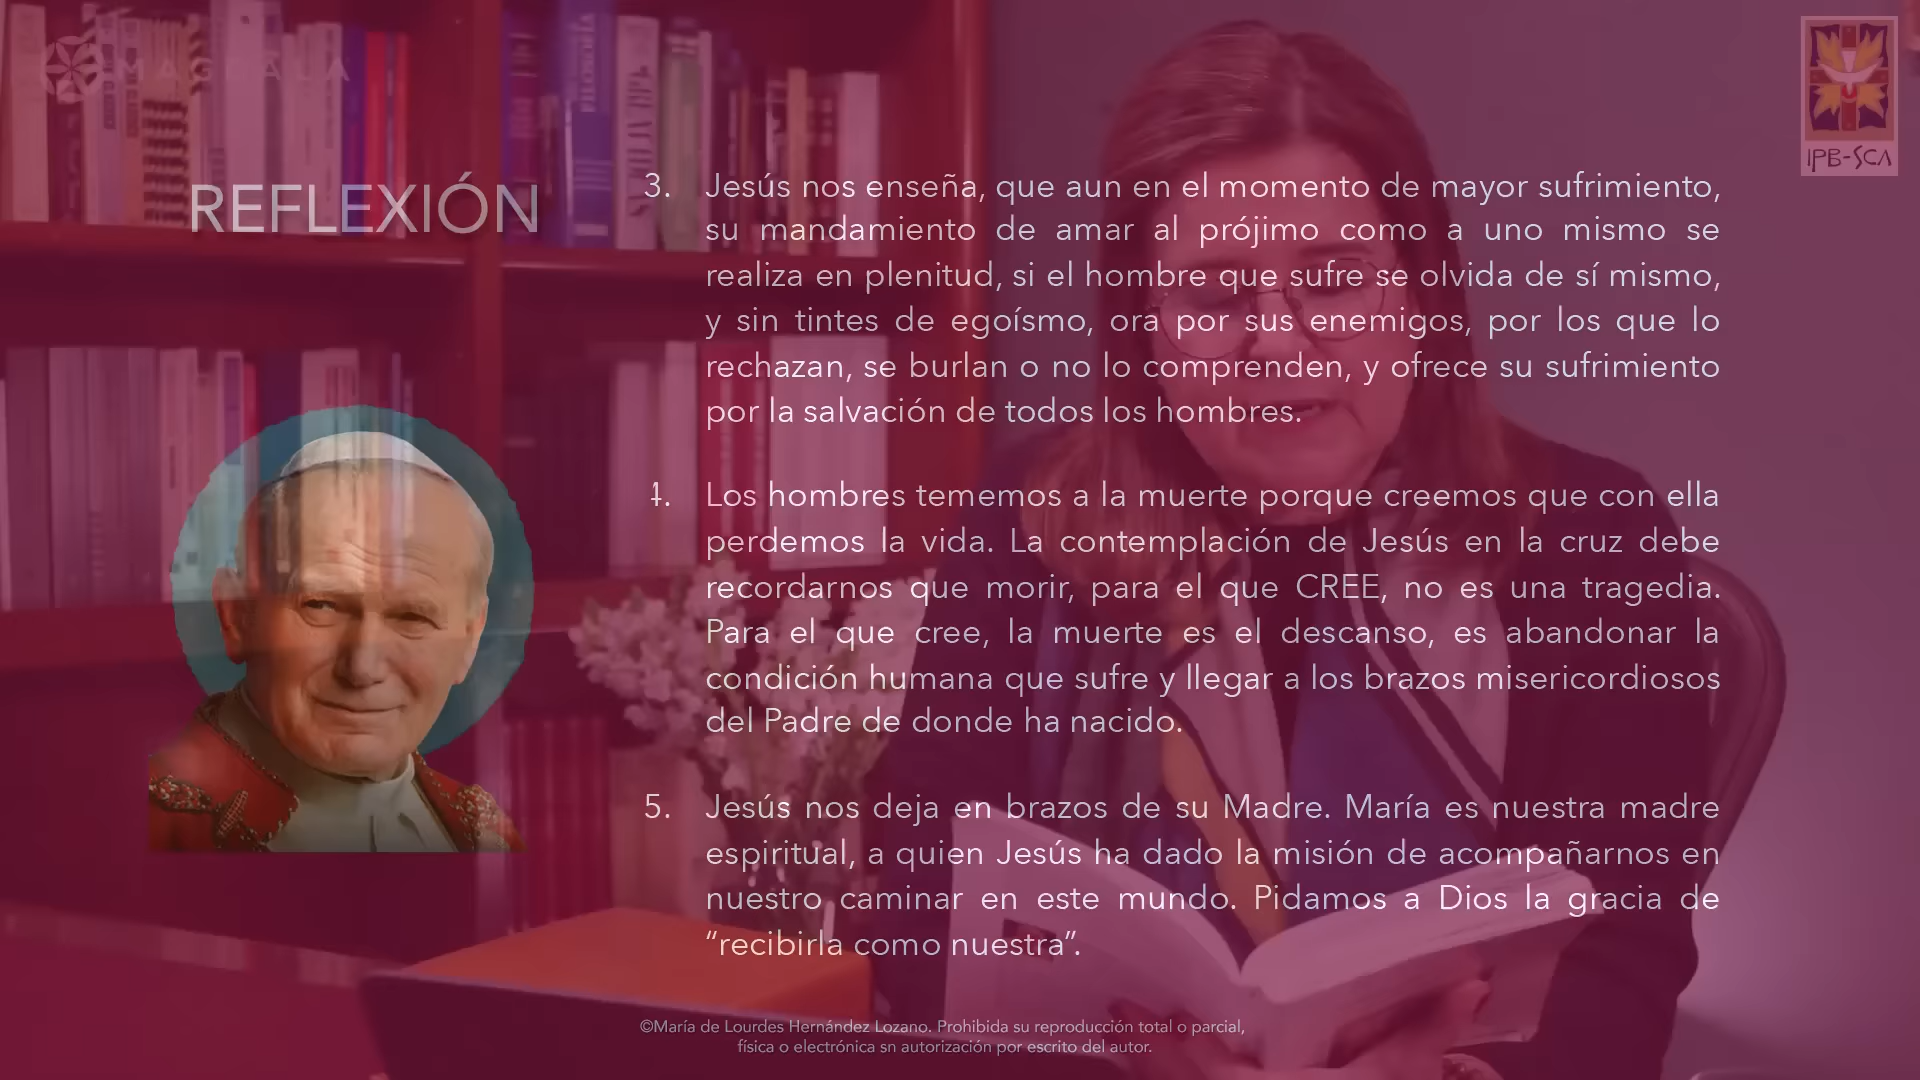 MAGDALA
FILOSOFÍA
IPB-SCA
REFLEXIÓN
3. Jesús nos enseña, que aun en el momento de mayor sufrimiento,
su mandamiento de amar al prójimo como a uno mismo se
realiza en plenitud, si el hombre que sufre se olvida de sí mismo,
y sin tintes de egoísmo, ora por sus enemigos, por los que lo
rechazan, se burlan o no lo comprenden, y ofrece su sufrimiento
por la salvación de todos los hombres.
4. Los hombres tememos a la muerte porque creemos que con ella
perdemos la vida. La contemplación de Jesús en la cruz debe
recordarnos que morir, para el que CREE, no es una tragedia.
Para el que cree, la muerte es el descanso, es abandonar la
condición humana que sufre y llegar a los brazos misericordiosos
del Padre de donde ha nacido.
5. Jesús nos deja en brazos de su Madre. María es nuestra madre
espiritual, a quien Jesús ha dado la misión de acompañarnos en
nuestro caminar en este mundo. Pidamos a Dios la gracia de
“recibirla como nuestra”.
©María de Lourdes Hernández Lozano. Prohibida su reproducción total o parcial,
física o electrónica sn autorización por escrito del autor.